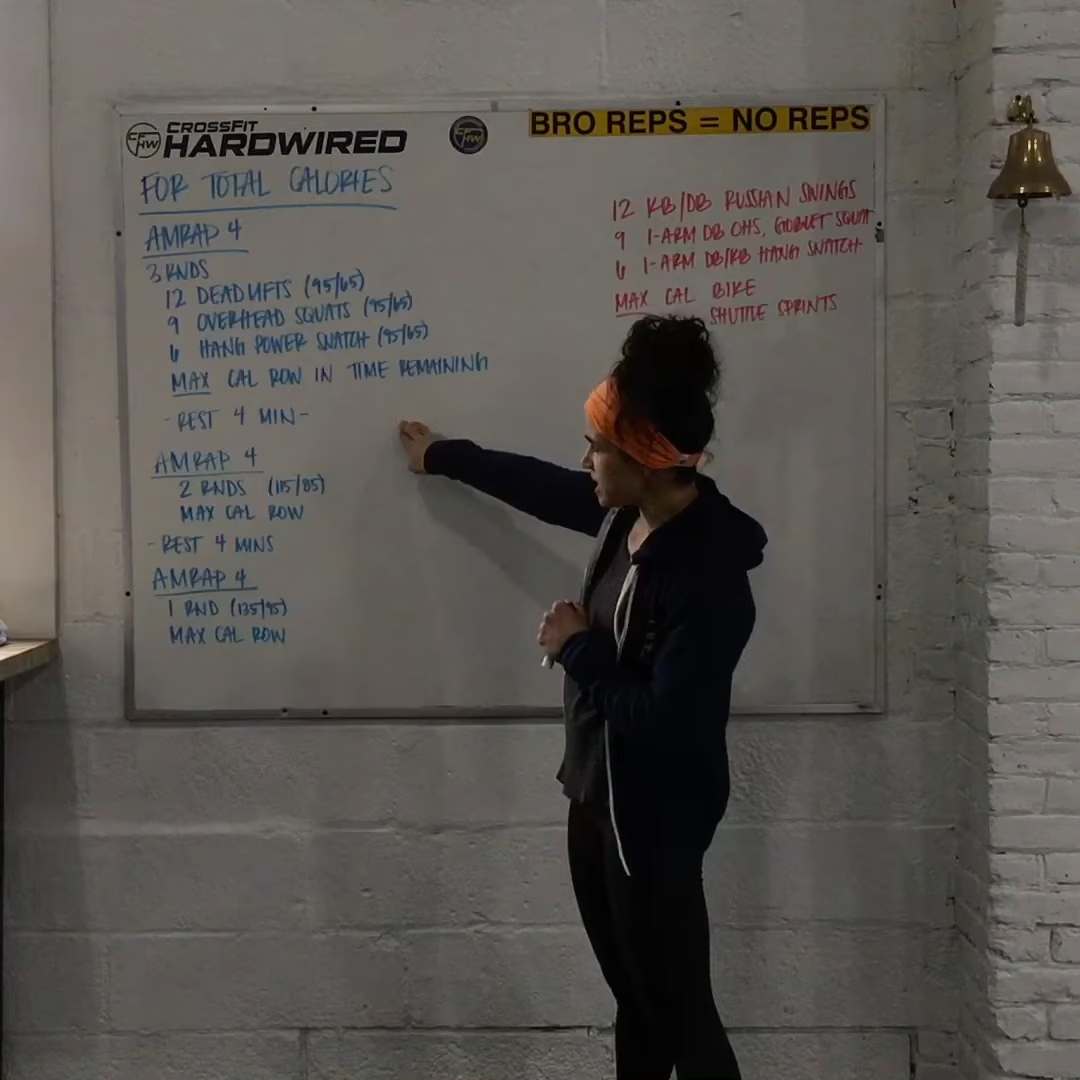 CROSSFIT
HARDWIRED
CF HW
BRO REPS = NO REPS
FOR TOTAL CALORIES
AMRAP 4
3 RNDS
12 DEADLIFTS (95/65)
9 OVERHEAD SQUATS (95/65)
6 HANG POWER SNATCH (95/65)
MAX CAL ROW IN TIME REMAINING
- REST 4 MIN -
AMRAP 4
2 RNDS (115/85)
MAX CAL ROW
- REST 4 MINS
AMRAP 4
1 RND (135/95)
MAX CAL ROW
12 KB/DB RUSSIAN SWINGS
9 1-ARM DB OHS, GOBLET SQUAT
6 1-ARM DB/KB HANG SNATCH
MAX CAL BIKE
SHUTTLE SPRINTS